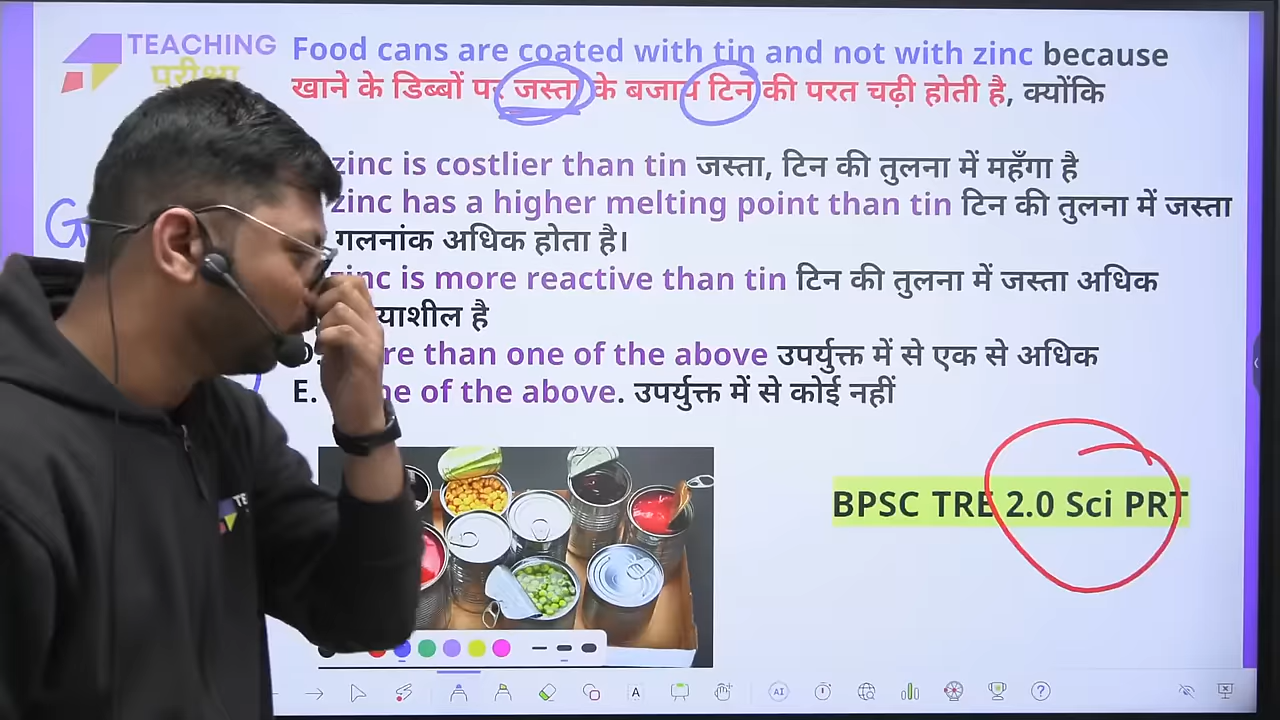 TEACHING
परीक्षा
Food cans are coated with tin and not with zinc because
खाने के डिब्बों पर जस्ता के बजाय टिन की परत चढ़ी होती है, क्योंकि
zinc is costlier than tin जस्ता, टिन की तुलना में महँगा है
zinc has a higher melting point than tin टिन की तुलना में जस्ता
गलनांक अधिक होता है।
zinc is more reactive than tin टिन की तुलना में जस्ता अधिक
याशील है
re than one of the above उपर्युक्त में से एक से अधिक
E. ne of the above. उपर्युक्त में से कोई नहीं
BPSC TRE 2.0 Sci PRT
TE
A
AI
?